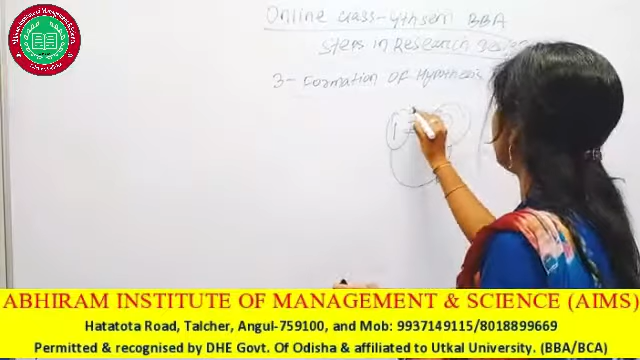 Online class-4thsem BBA
Steps in Research Design
3- Formation of Hypothesis
ABHIRAM INSTITUTE OF MANAGEMENT & SCIENCE (AIMS)
Hatatota Road, Talcher, Angul-759100, and Mob: 9937149115/8018899669
Permitted & recognised by DHE Govt. Of Odisha & affiliated to Utkal University. (BBA/BCA)